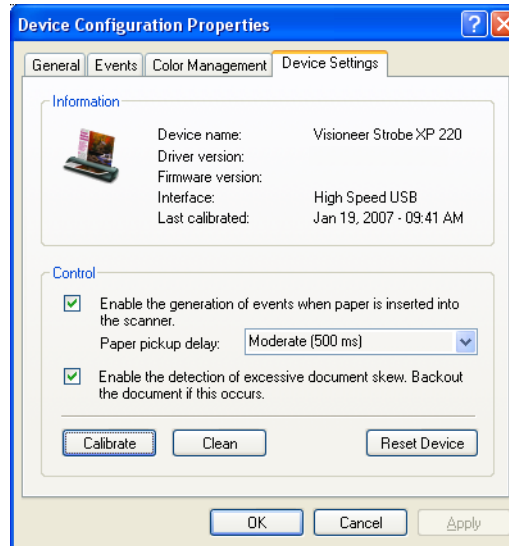 Device Configuration Properties
General Events Color Management Device Settings
Information
Device name: Visioneer Strobe XP 220
Driver version:
Firmware version:
Interface: High Speed USB
Last calibrated: Jan 19, 2007 - 09:41 AM
Control
Enable the generation of events when paper is inserted into
the scanner.
Paper pickup delay: Moderate (500 ms)
Enable the detection of excessive document skew. Backout
the document if this occurs.
Calibrate Clean Reset Device
OK Cancel Apply